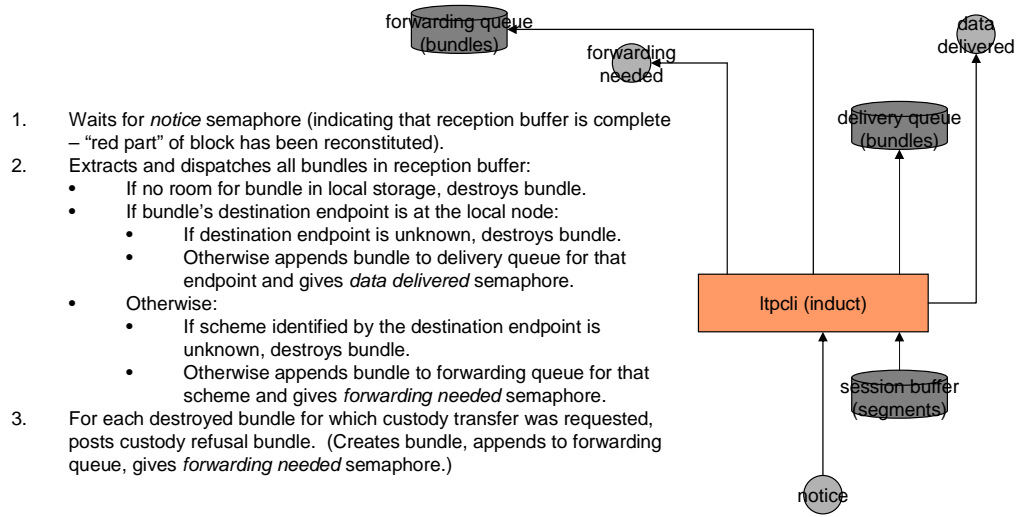 forwarding queue
(bundles)
forwarding
needed
data
delivered
delivery queue
(bundles)
1. Waits for notice semaphore (indicating that reception buffer is complete
– “red part” of block has been reconstituted).
2. Extracts and dispatches all bundles in reception buffer:
• If no room for bundle in local storage, destroys bundle.
• If bundle’s destination endpoint is at the local node:
• If destination endpoint is unknown, destroys bundle.
• Otherwise appends bundle to delivery queue for that
endpoint and gives data delivered semaphore.
• Otherwise:
• If scheme identified by the destination endpoint is
unknown, destroys bundle.
• Otherwise appends bundle to forwarding queue for that
scheme and gives forwarding needed semaphore.
3. For each destroyed bundle for which custody transfer was requested,
posts custody refusal bundle. (Creates bundle, appends to forwarding
queue, gives forwarding needed semaphore.)
ltpcli (induct)
session buffer
(segments)
notice